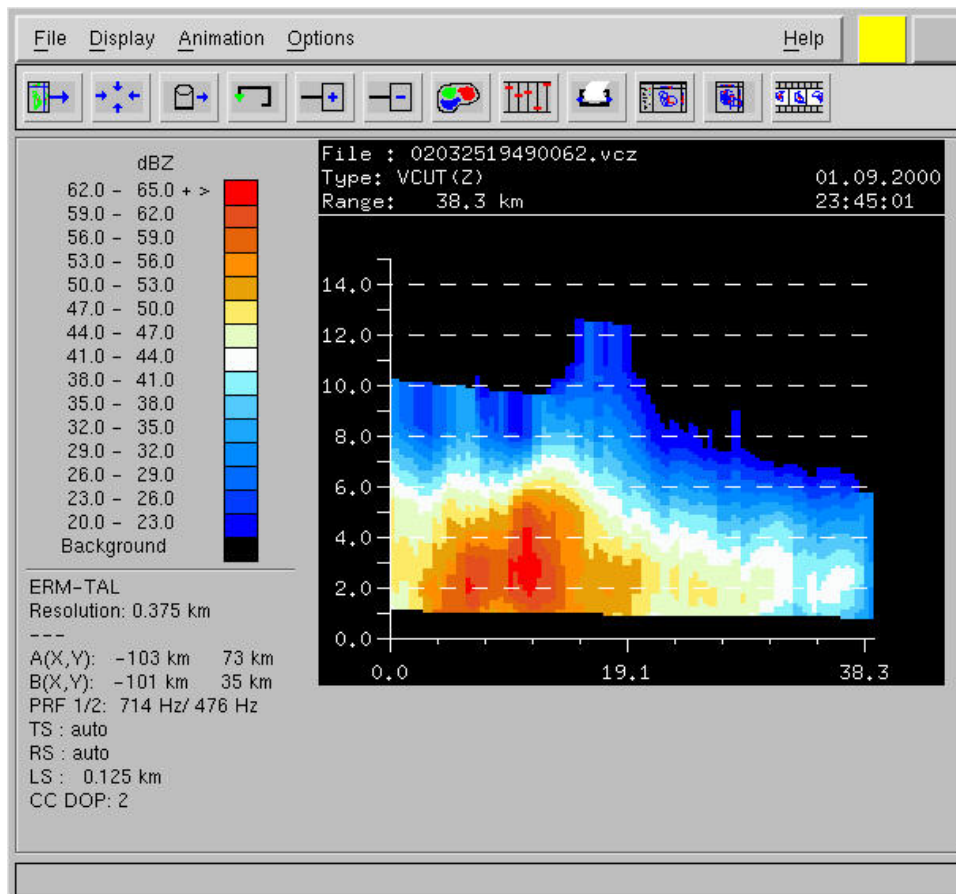 File Display Animation Options Help
dBZ
62.0 - 65.0 + >
59.0 - 62.0
56.0 - 59.0
53.0 - 56.0
50.0 - 53.0
47.0 - 50.0
44.0 - 47.0
41.0 - 44.0
38.0 - 41.0
35.0 - 38.0
32.0 - 35.0
29.0 - 32.0
26.0 - 29.0
23.0 - 26.0
20.0 - 23.0
Background
ERM-TAL
Resolution: 0.375 km
---
A(X,Y): -103 km 73 km
B(X,Y): -101 km 35 km
PRF 1/2: 714 Hz/ 476 Hz
TS : auto
RS : auto
LS : 0.125 km
CC DOP: 2
File : 02032519490062.vcz
Type: VCUT(Z) 01.09.2000
Range: 38.3 km 23:45:01
14.0
12.0
10.0
8.0
6.0
4.0
2.0
0.0
0.0 19.1 38.3